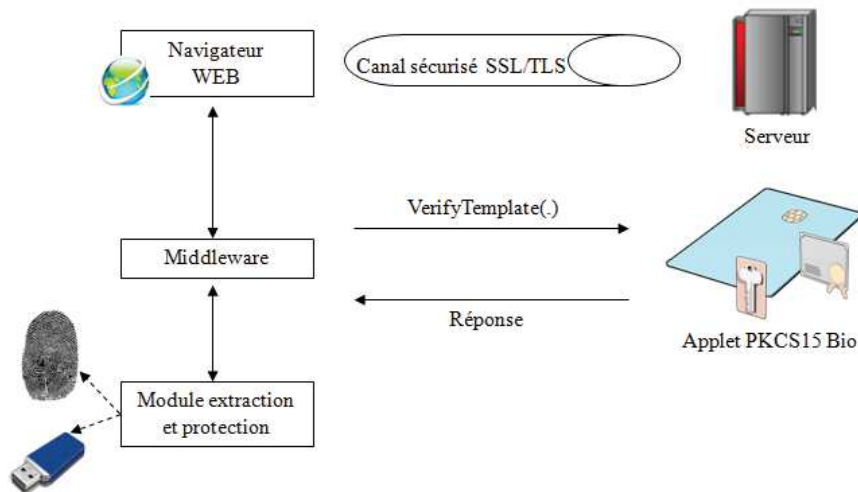 Navigateur
WEB
Canal sécurisé SSL/TLS
Serveur
VerifyTemplate(.)
Middleware
Réponse
Applet PKCS15 Bio
Module extraction
et protection